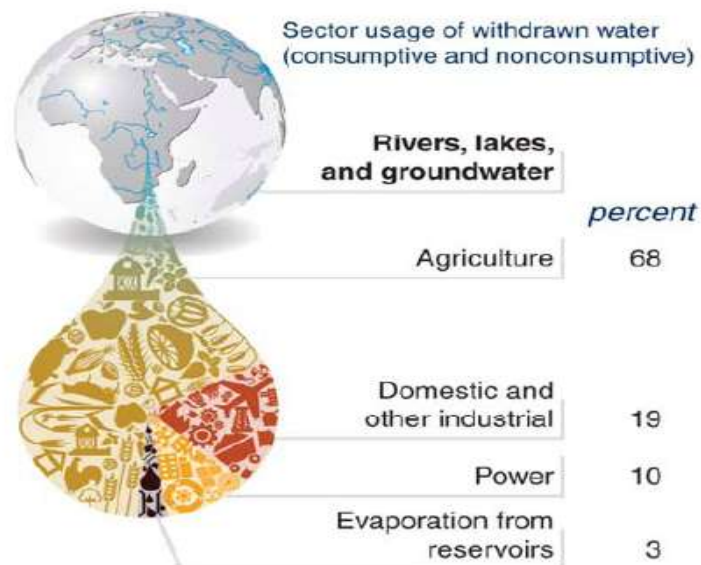 Sector usage of withdrawn water
(consumptive and nonconsumptive)
Rivers, lakes,
and groundwater
percent
Agriculture 68
Domestic and
other industrial 19
Power 10
Evaporation from
reservoirs 3